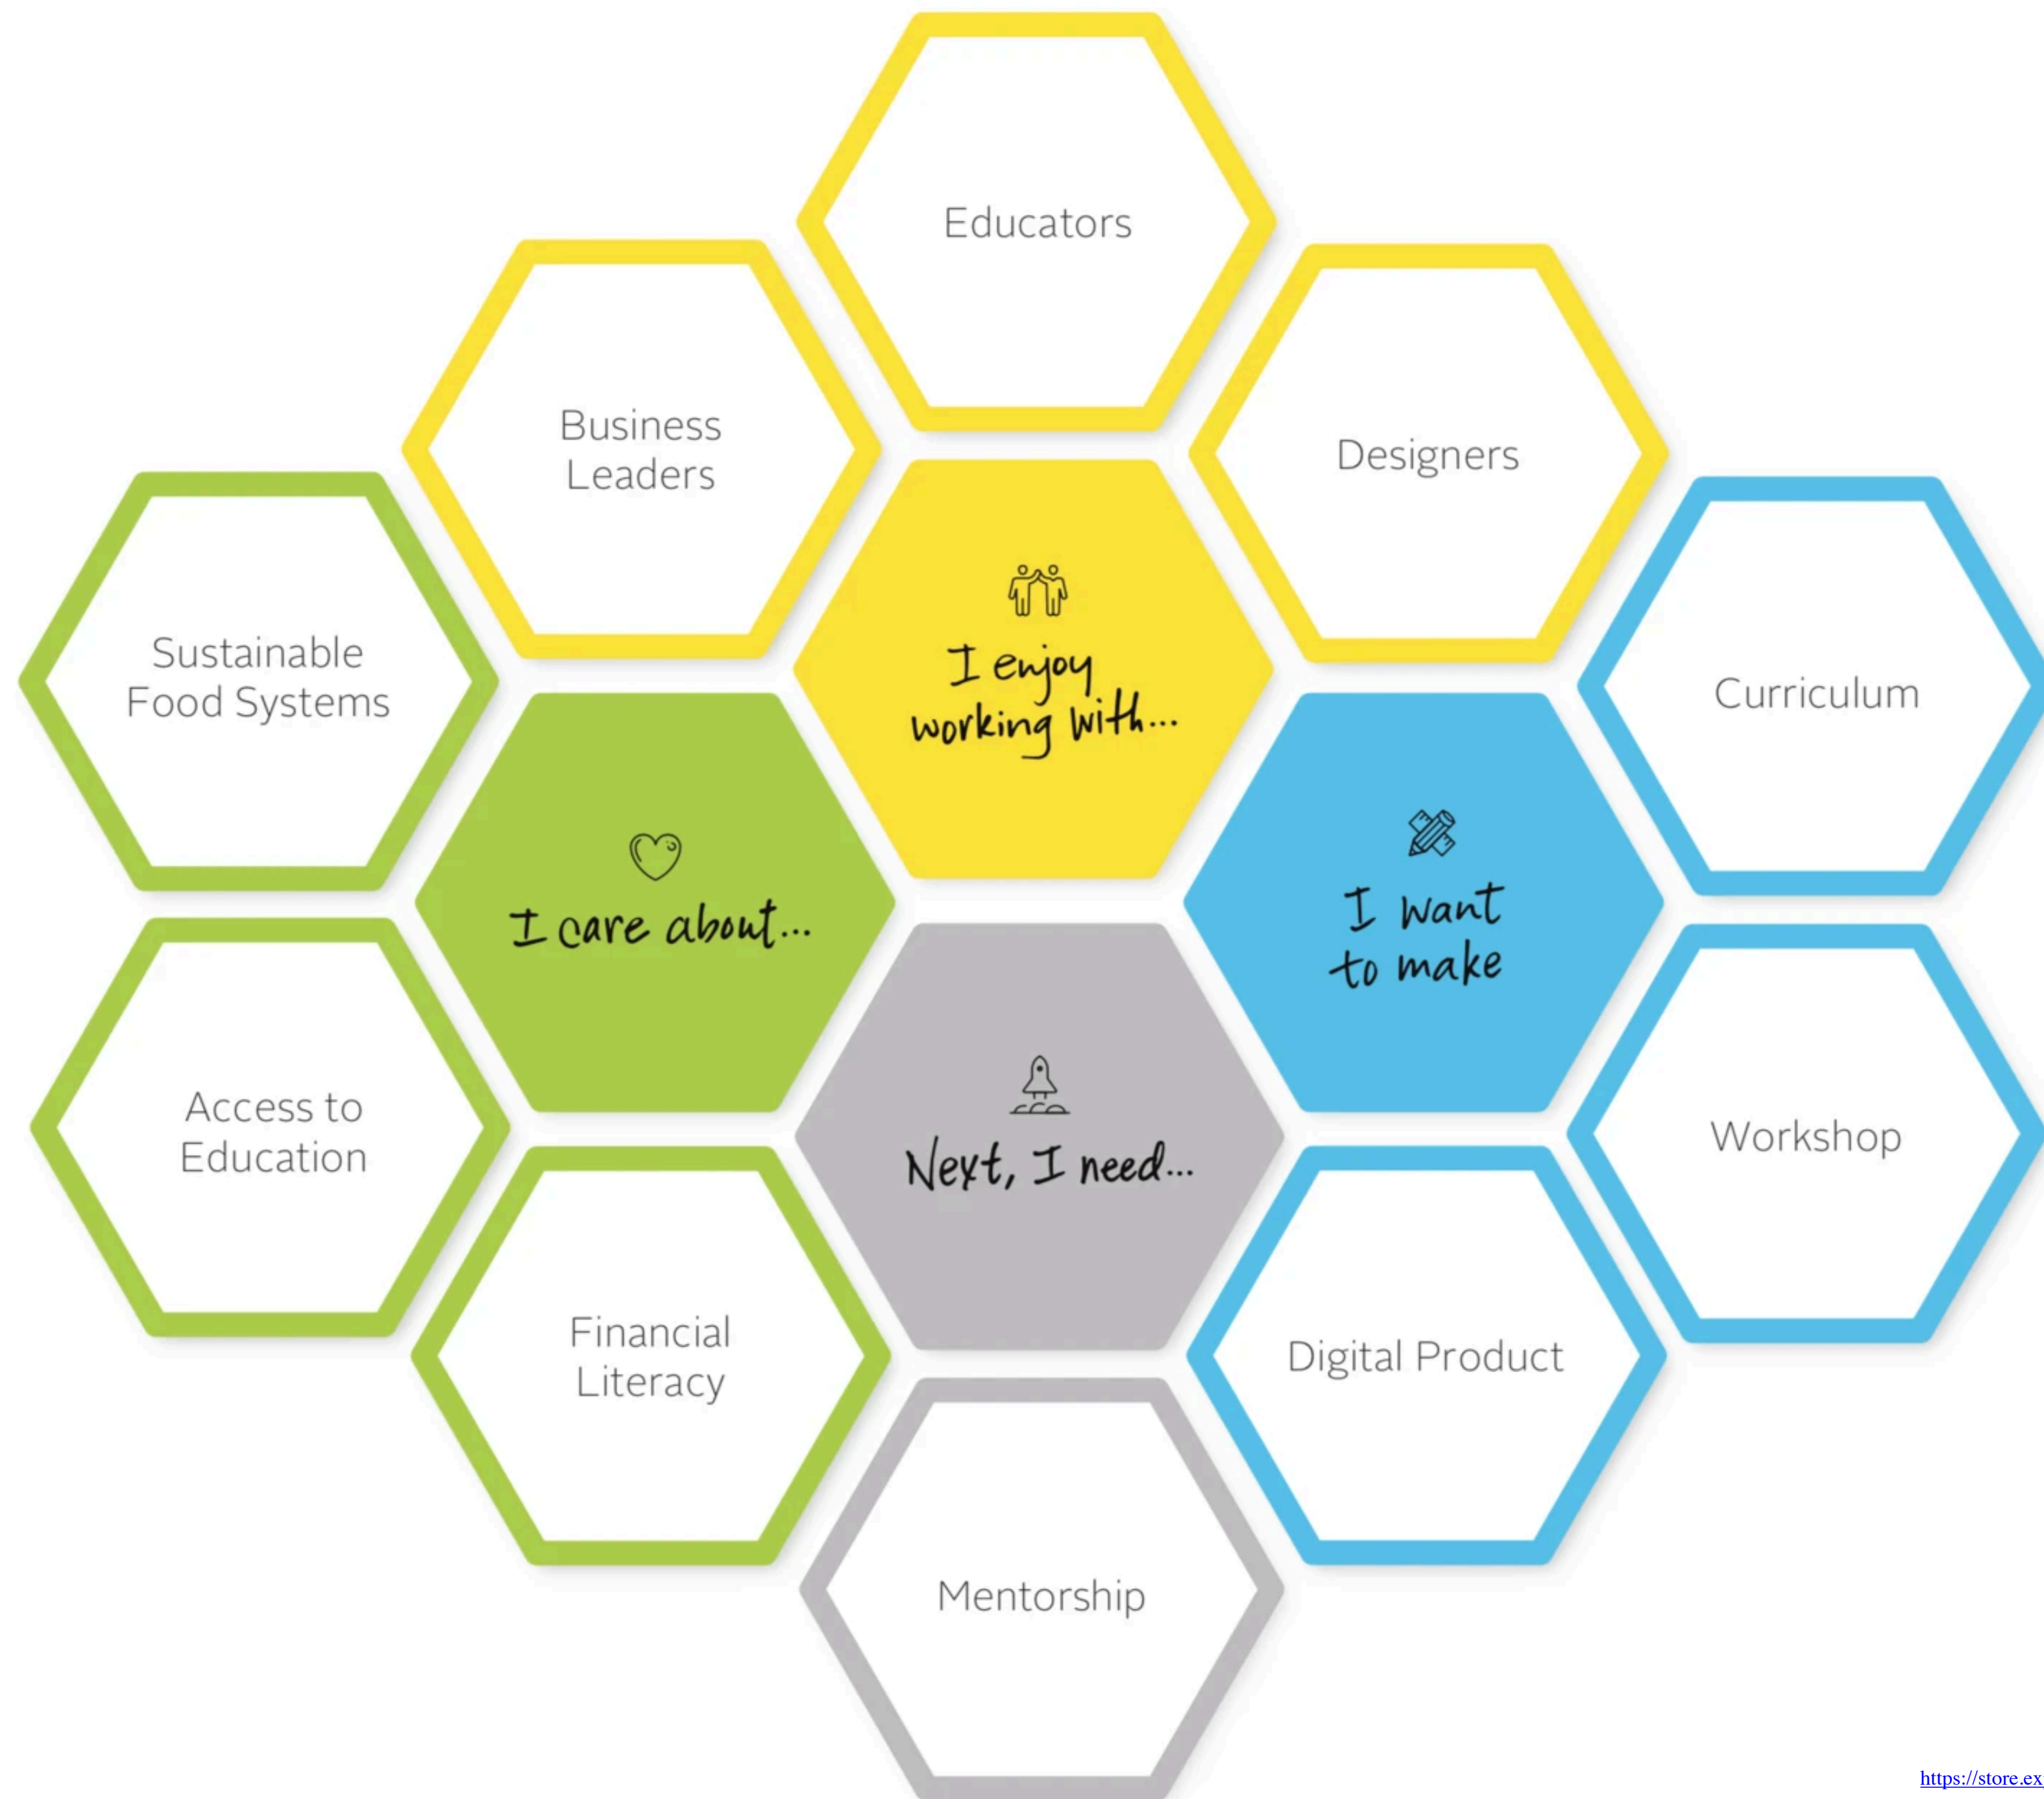 Educators
Business
Leaders
Designers
Sustainable
Food Systems
I enjoy
working with...
Curriculum
I care about...
I want
to make
Access to
Education
Next, I need...
Workshop
Financial
Literacy
Digital Product
Mentorship
https://store.ex